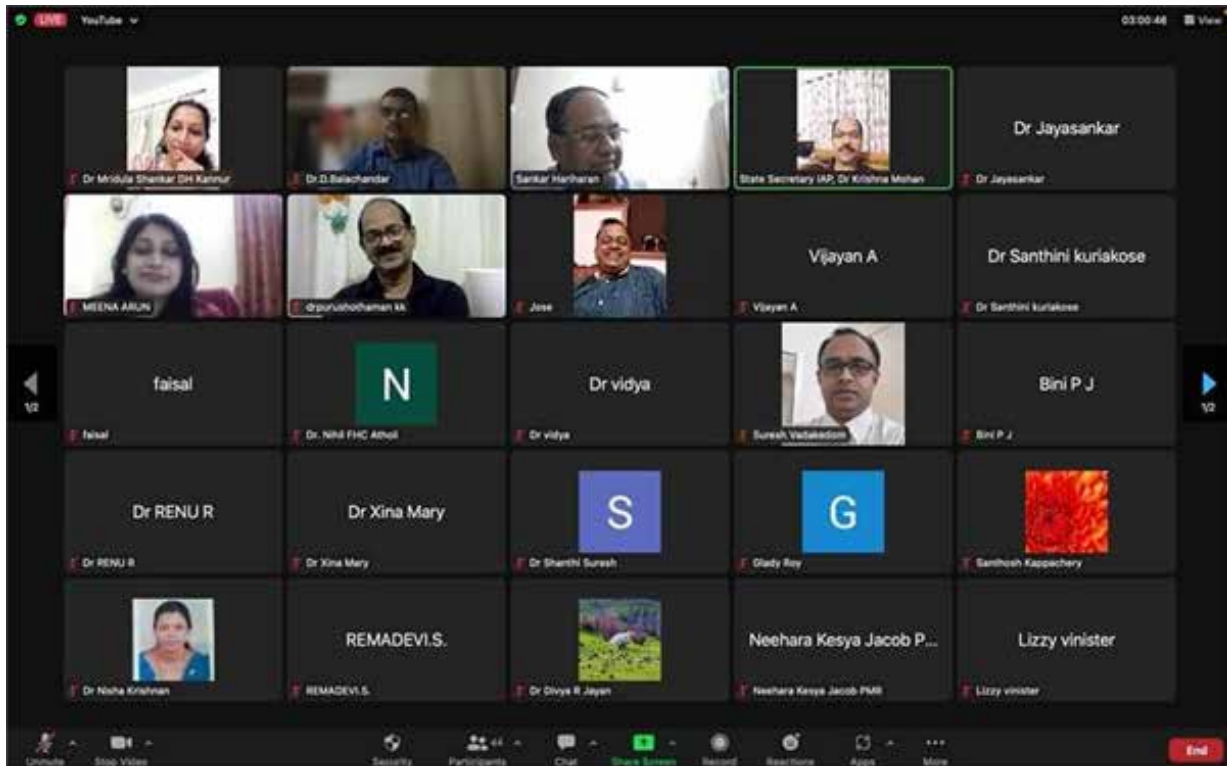 LIVE YouTube
03:00:46 View
Dr Mridula Shankar DH Kannur
Dr.D.Balachandar
Sankar Hariharan
State Secretary IAP, Dr Krishna Mohan
Dr Jayasankar
Dr Jayasankar
MEENA ARUN
drpurushothaman kk
Jose
Vijayan A
Vijayan A
Dr Santhini kuriakose
Dr Santhini kuriakose
faisal
faisal
N
Dr. Nihil FHC Atholi
Dr vidya
Dr vidya
Suresh Vadakedom
Bini P J
Bini P J
1/2
1/2
Dr RENU R
Dr RENU R
Dr Xina Mary
Dr Xina Mary
S
Dr Shanthi Suresh
G
Glady Roy
Santhosh Kappachery
Dr Nisha Krishnan
REMADEVI.S.
REMADEVI.S.
Dr Divya R Jayan
Neehara Kesya Jacob P...
Neehara Kesya Jacob PMR
Lizzy vinister
Lizzy vinister
Unmute Stop Video Security Participants 44 Chat Share Screen Record Reactions Apps More End